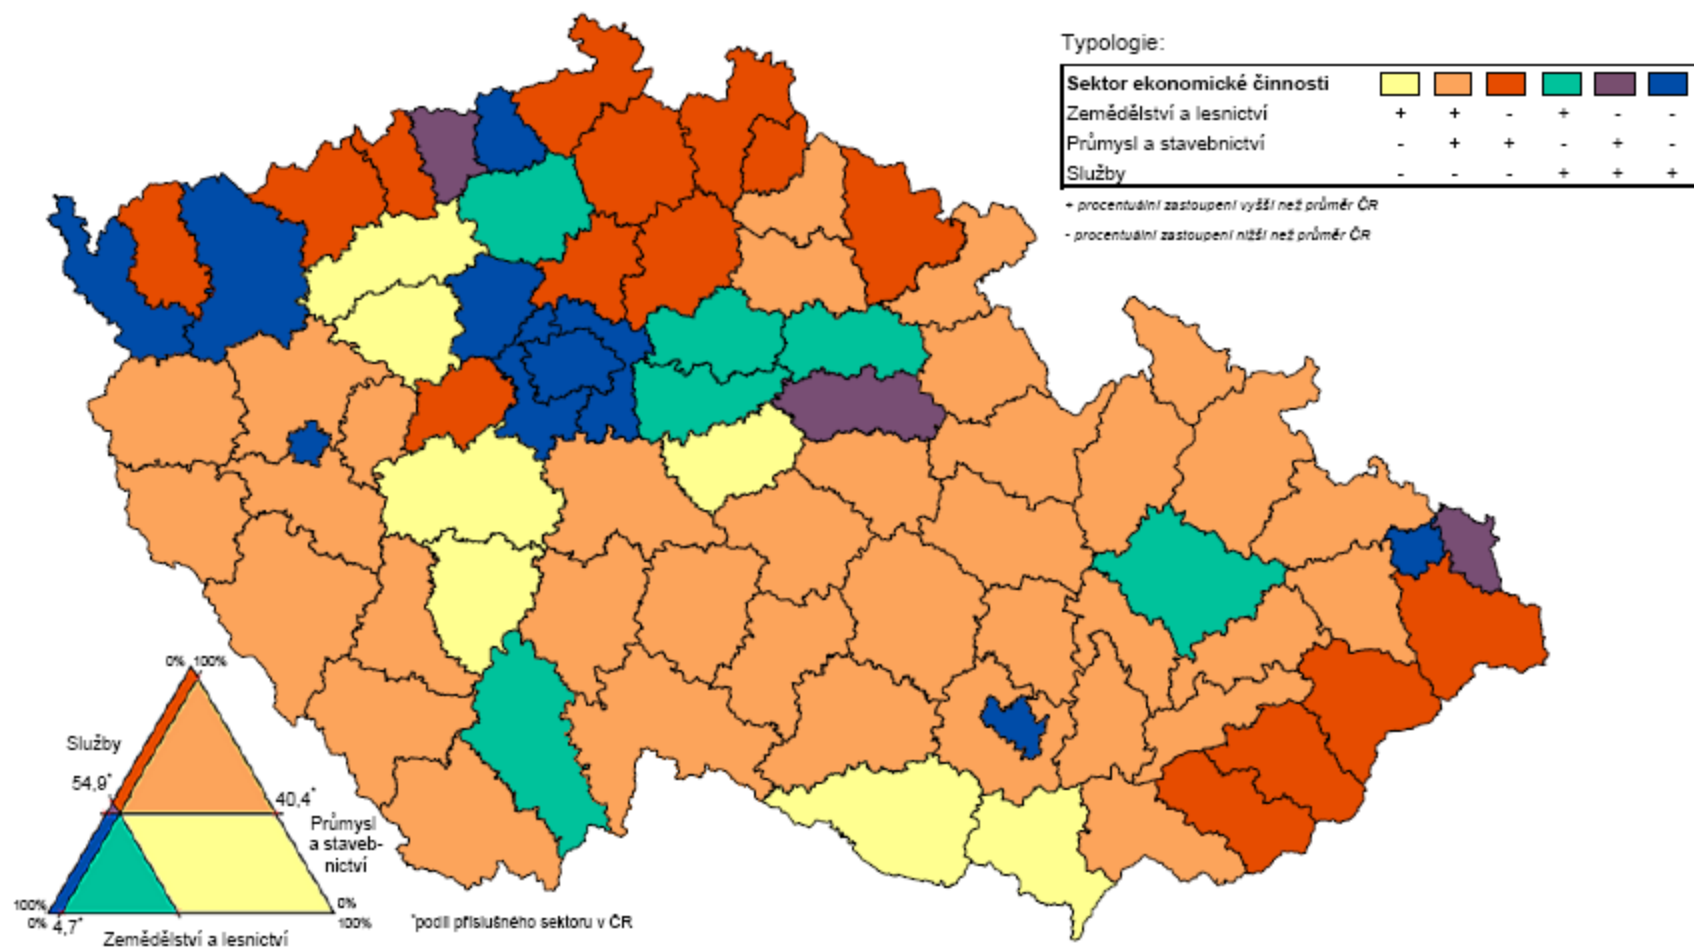 Typologie:
Sektor ekonomické činnosti
Zemědělství a lesnictví + + - + - -
Průmysl a stavebnictví - + + - + -
Služby - - - + + +
+ procentuální zastoupení vyšší než průměr ČR
- procentuální zastoupení nižší než průměr ČR
0% 100%
Služby
54,9*
40,4*
Průmysl
a staveb-
nictví
100% 0%
0% 4,7* 100%
Zemědělství a lesnictví
*podíl příslušného sektoru v ČR